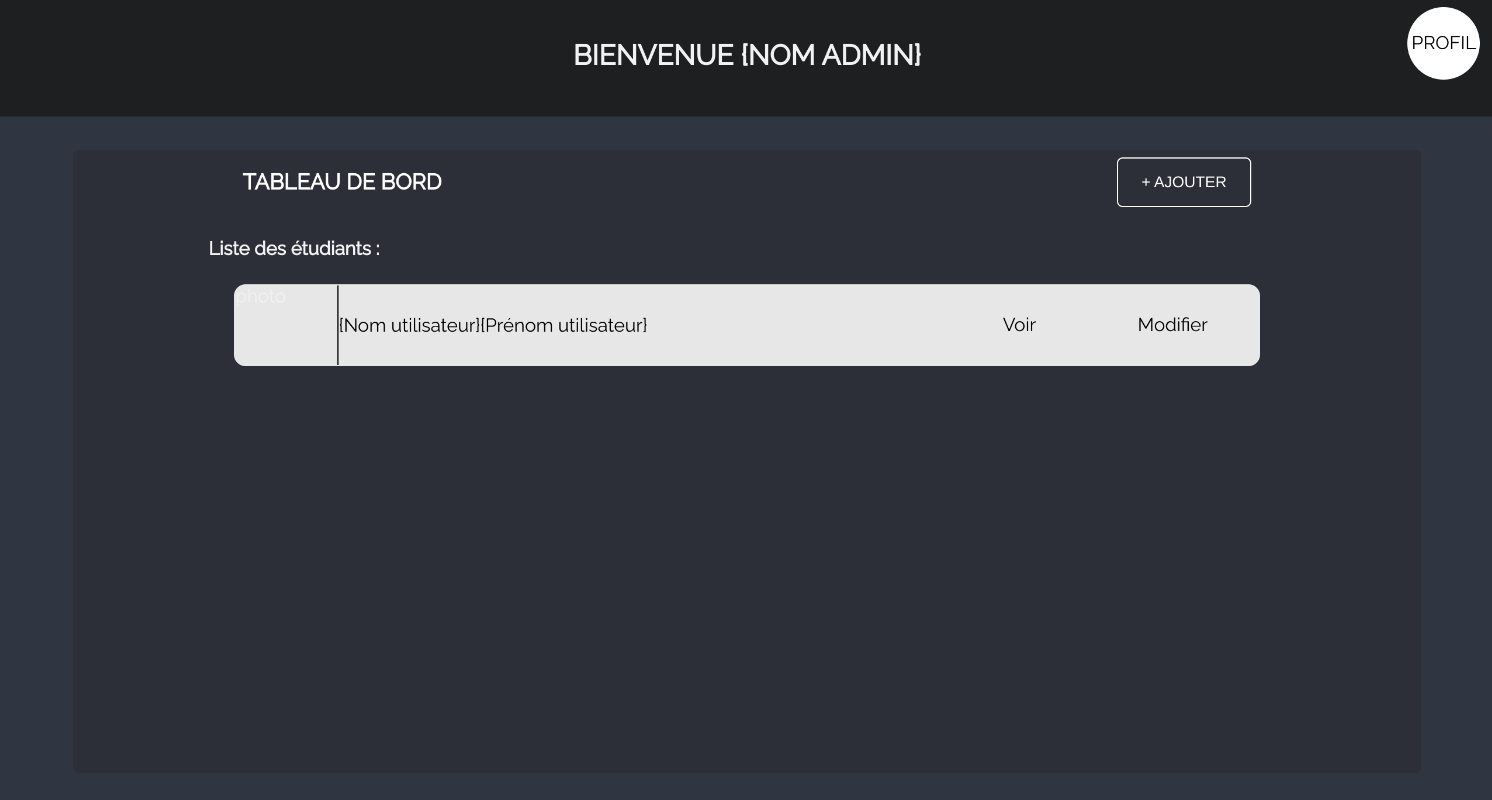 BIENVENUE {NOM ADMIN}
PROFIL
TABLEAU DE BORD
+ AJOUTER
Liste des étudiants :
photo
{Nom utilisateur}{Prénom utilisateur}
Voir
Modifier